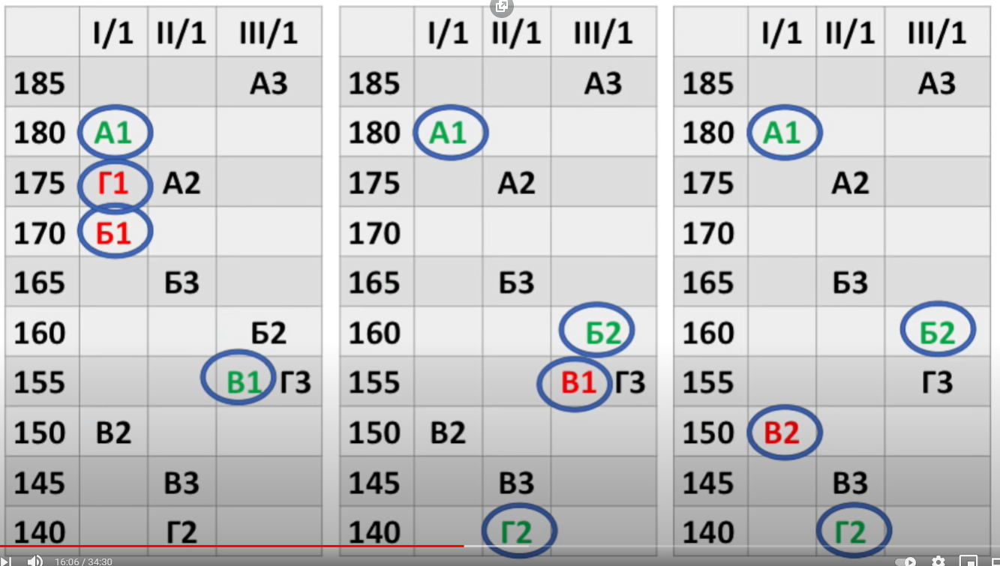 I/1 II/1 III/1
185 А3
180 А1
175 Г1 А2
170 Б1
165 Б3
160 Б2
155 В1 Г3
150 В2
145 В3
140 Г2
I/1 II/1 III/1
185 А3
180 А1
175 А2
170
165 Б3
160 Б2
155 В1 Г3
150 В2
145 В3
140 Г2
I/1 II/1 III/1
185 А3
180 А1
175 А2
170
165 Б3
160 Б2
155 Г3
150 В2
145 В3
140 Г2
16:06 / 34:30